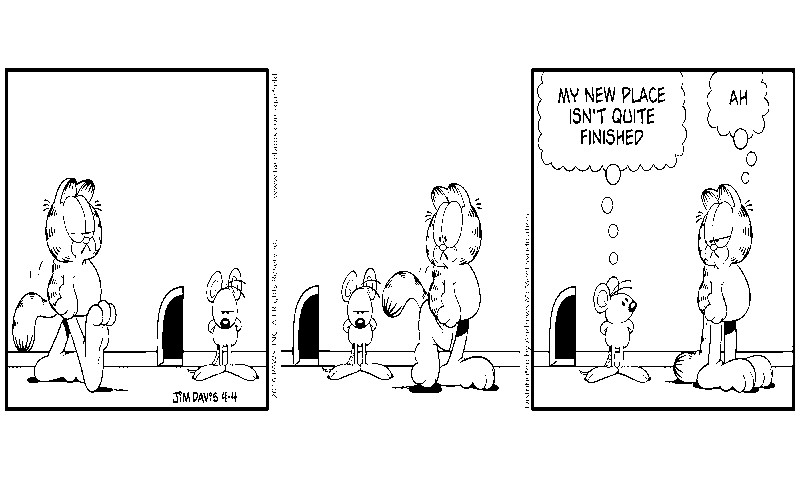 JIM DAVIS 4-4
MY NEW PLACE
ISN'T QUITE
FINISHED
AH